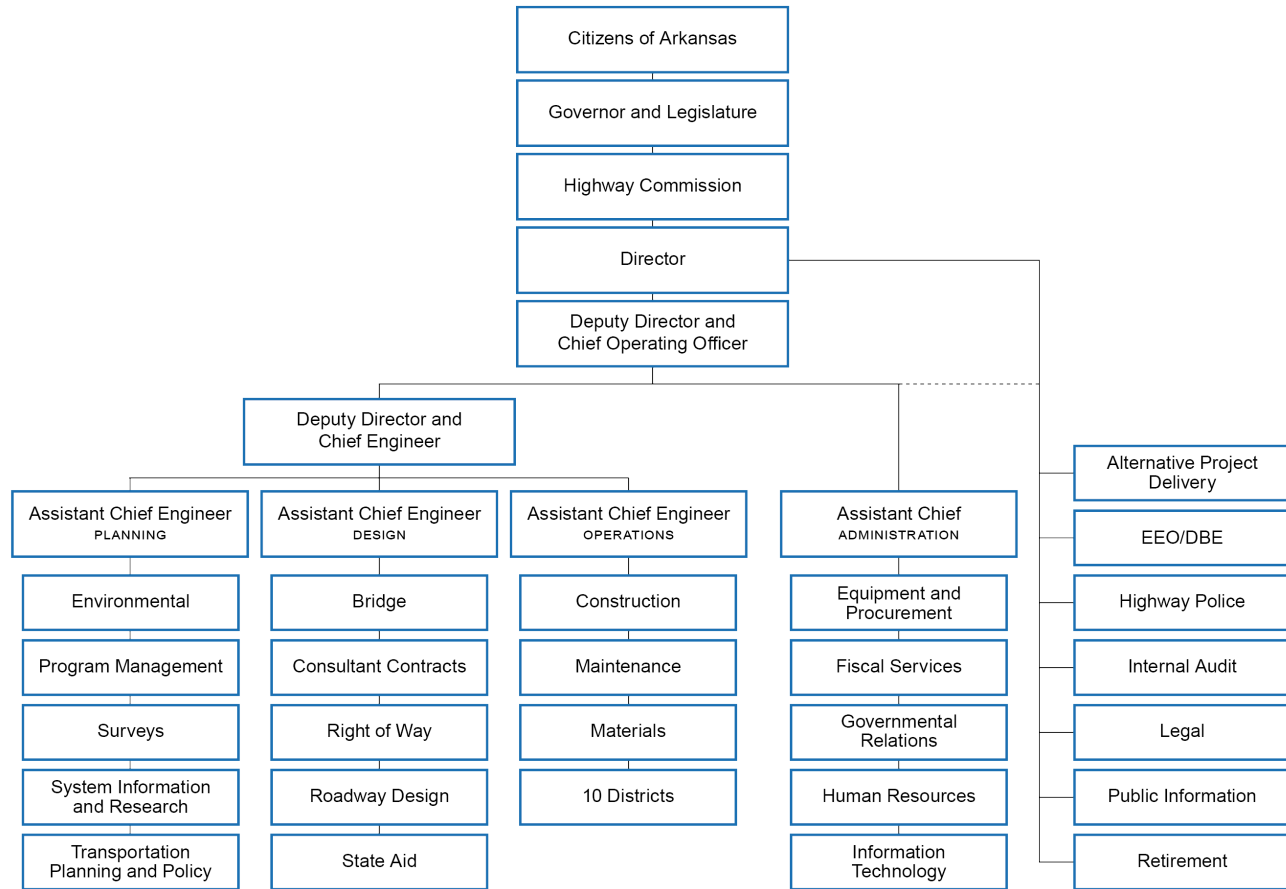 Citizens of Arkansas
Governor and Legislature
Highway Commission
Director
Deputy Director and
Chief Operating Officer
Deputy Director and
Chief Engineer
Assistant Chief Engineer
PLANNING
Environmental
Program Management
Surveys
System Information
and Research
Transportation
Planning and Policy
Assistant Chief Engineer
DESIGN
Bridge
Consultant Contracts
Right of Way
Roadway Design
State Aid
Assistant Chief Engineer
OPERATIONS
Construction
Maintenance
Materials
10 Districts
Assistant Chief
ADMINISTRATION
Equipment and
Procurement
Fiscal Services
Governmental
Relations
Human Resources
Information
Technology
Alternative Project
Delivery
EEO/DBE
Highway Police
Internal Audit
Legal
Public Information
Retirement